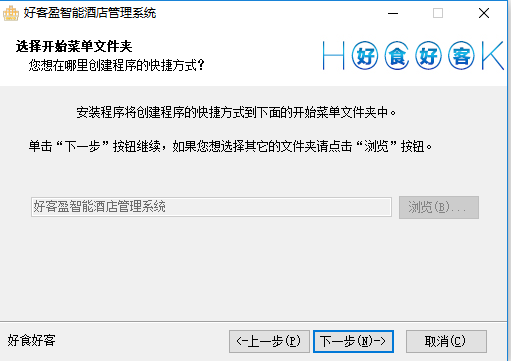 好客盈智能酒店管理系统
选择开始菜单文件夹
您想在哪里创建程序的快捷方式？
H好食好客K
安装程序将创建程序的快捷方式到下面的开始菜单文件夹中。
单击“下一步”按钮继续，如果您想选择其它的文件夹请点击“浏览”按钮。
好客盈智能酒店管理系统
浏览(B)...
好食好客
<-上一步(P)
下一步(N)->
取消(C)